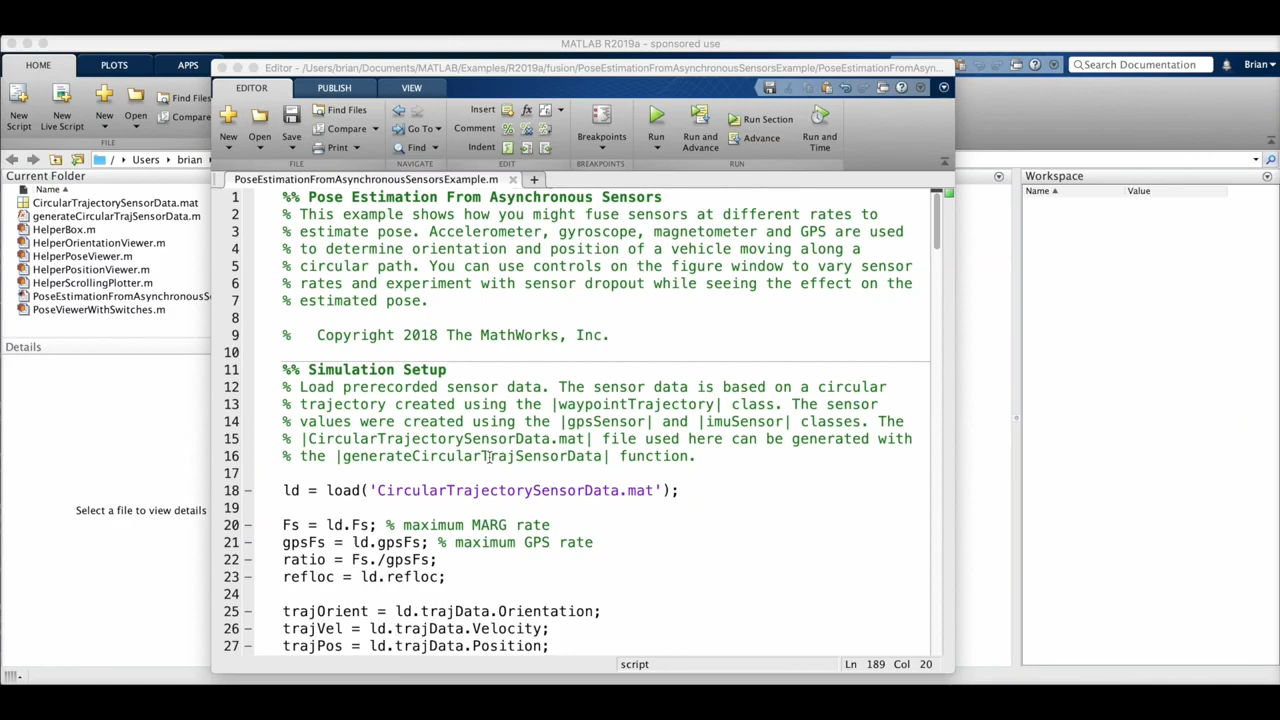 MATLAB R2019a - sponsored use
HOME PLOTS APPS
Editor - /Users/brian/Documents/MATLAB/Examples/R2019a/fusion/PoseEstimationFromAsynchronousSensorsExample/PoseEstimationFromAsyn...
Search Documentation
Brian
EDITOR PUBLISH VIEW
New Script
New Live Script
New
Open
Find Files
Compare
FILE
New
Open
Save
Find Files
Compare
Print
FILE
Go To
Find
NAVIGATE
Insert
Comment
Indent
EDIT
Breakpoints
BREAKPOINTS
Run
Run and Advance
Run Section
Advance
Run and Time
RUN
/ Users brian
Current Folder
Name
CircularTrajectorySensorData.mat
generateCircularTrajSensorData.m
HelperBox.m
HelperOrientationViewer.m
HelperPoseViewer.m
HelperPositionViewer.m
HelperScrollingPlotter.m
PoseEstimationFromAsynchronousS
PoseViewerWithSwitches.m
Details
Select a file to view details
PoseEstimationFromAsynchronousSensorsExample.m
1 %% Pose Estimation From Asynchronous Sensors
2 % This example shows how you might fuse sensors at different rates to
3 % estimate pose. Accelerometer, gyroscope, magnetometer and GPS are used
4 % to determine orientation and position of a vehicle moving along a
5 % circular path. You can use controls on the figure window to vary sensor
6 % rates and experiment with sensor dropout while seeing the effect on the
7 % estimated pose.
8
9 % Copyright 2018 The MathWorks, Inc.
10
11 %% Simulation Setup
12 % Load prerecorded sensor data. The sensor data is based on a circular
13 % trajectory created using the |waypointTrajectory| class. The sensor
14 % values were created using the |gpsSensor| and |imuSensor| classes. The
15 % |CircularTrajectorySensorData.mat| file used here can be generated with
16 % the |generateCircularTrajSensorData| function.
17
18 – ld = load('CircularTrajectorySensorData.mat');
19
20 – Fs = ld.Fs; % maximum MARG rate
21 – gpsFs = ld.gpsFs; % maximum GPS rate
22 – ratio = Fs./gpsFs;
23 – refloc = ld.refloc;
24
25 – trajOrient = ld.trajData.Orientation;
26 – trajVel = ld.trajData.Velocity;
27 – trajPos = ld.trajData.Position;
script
Ln 189 Col 20
Workspace
Name Value